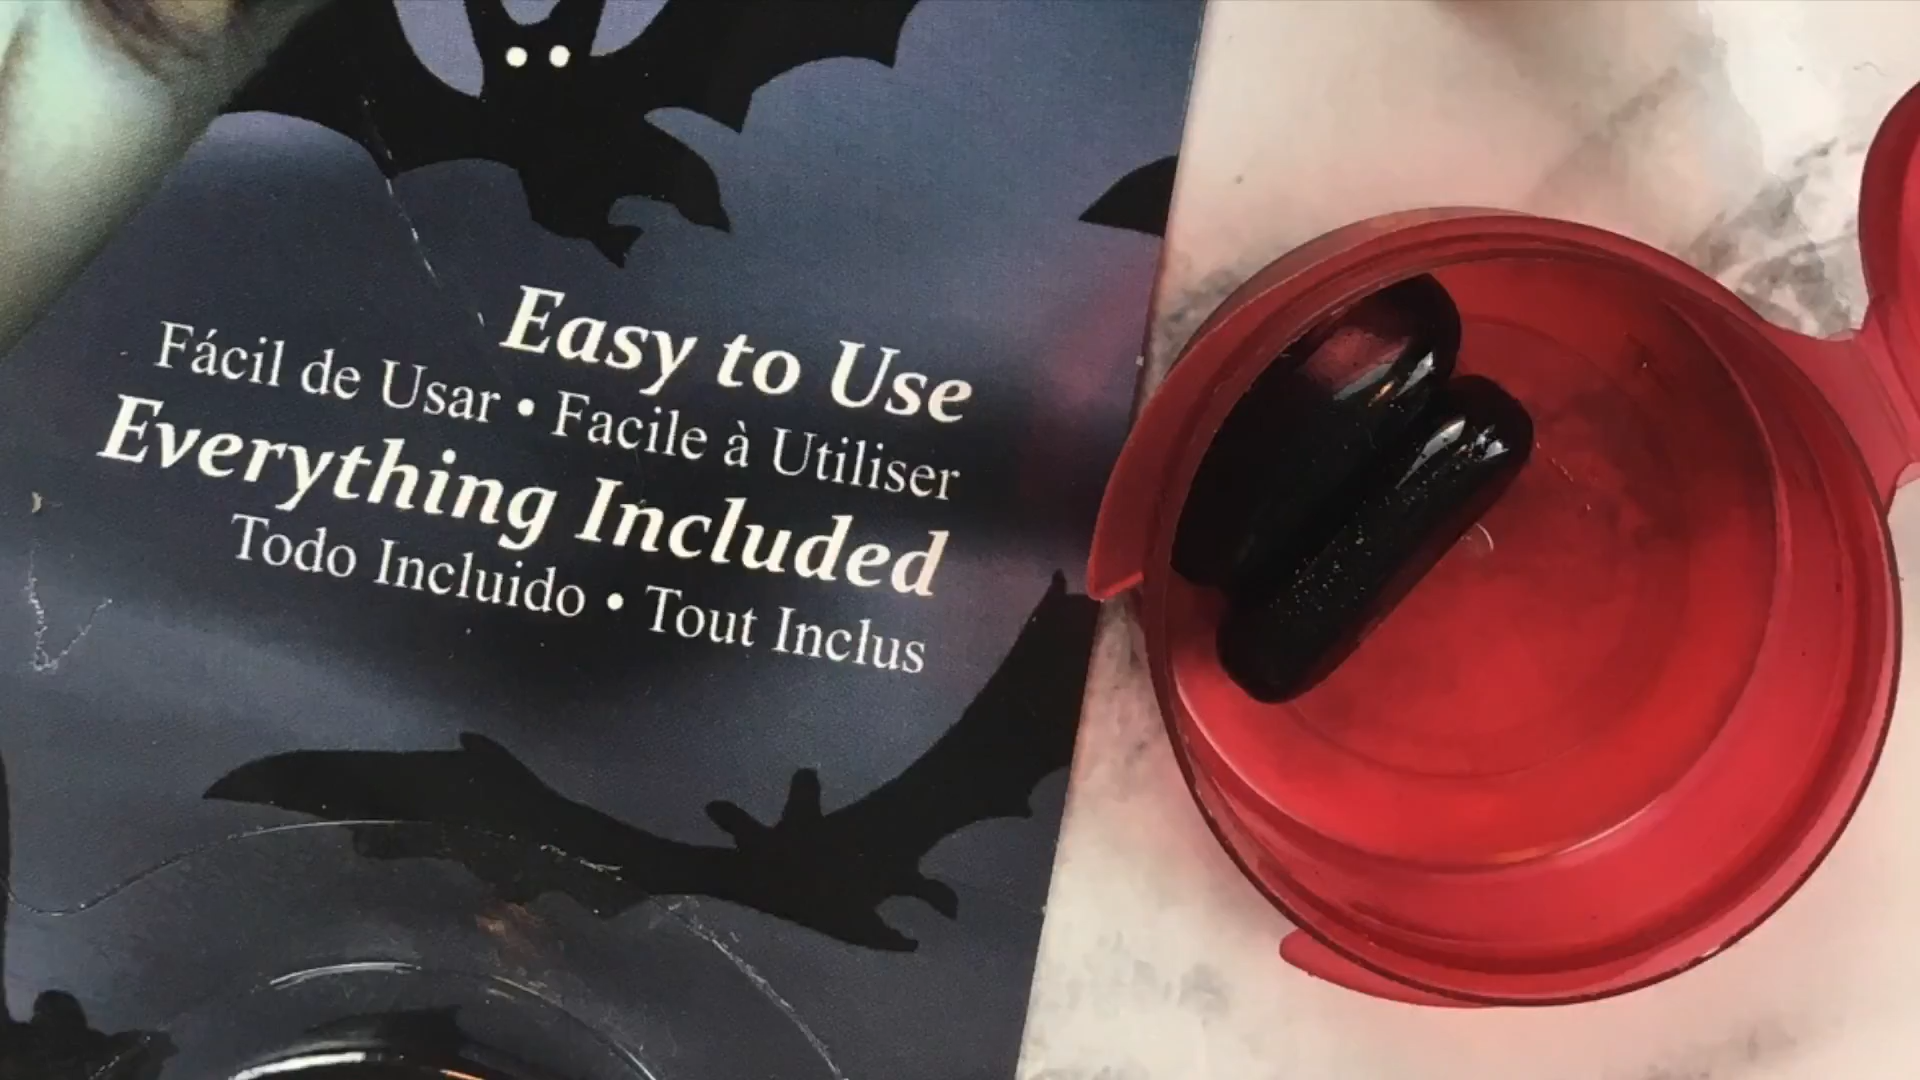 Easy to Use
Fácil de Usar • Facile à Utiliser
Everything Included
Todo Incluido • Tout Inclus